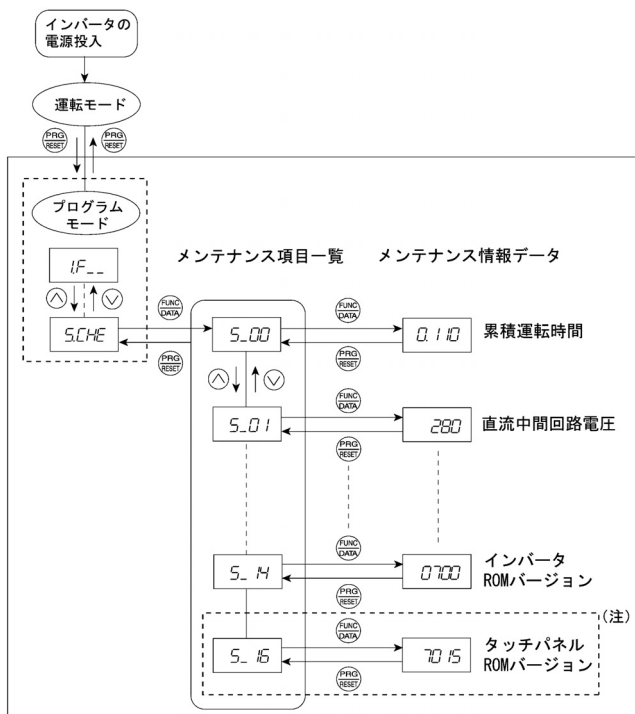 インバータの
電源投入
運転モード
PRG
RESET
PRG
RESET
プログラム
モード
1.F__
5.CHE
メンテナンス項目一覧
メンテナンス情報データ
FUNC
DATA
PRG
RESET
5_00
FUNC
DATA
PRG
RESET
0.110
累積運転時間
5_01
FUNC
DATA
PRG
RESET
280
直流中間回路電圧
5_14
FUNC
DATA
PRG
RESET
0700
インバータ
ROMバージョン
(注)
5_16
FUNC
DATA
PRG
RESET
7015
タッチパネル
ROMバージョン